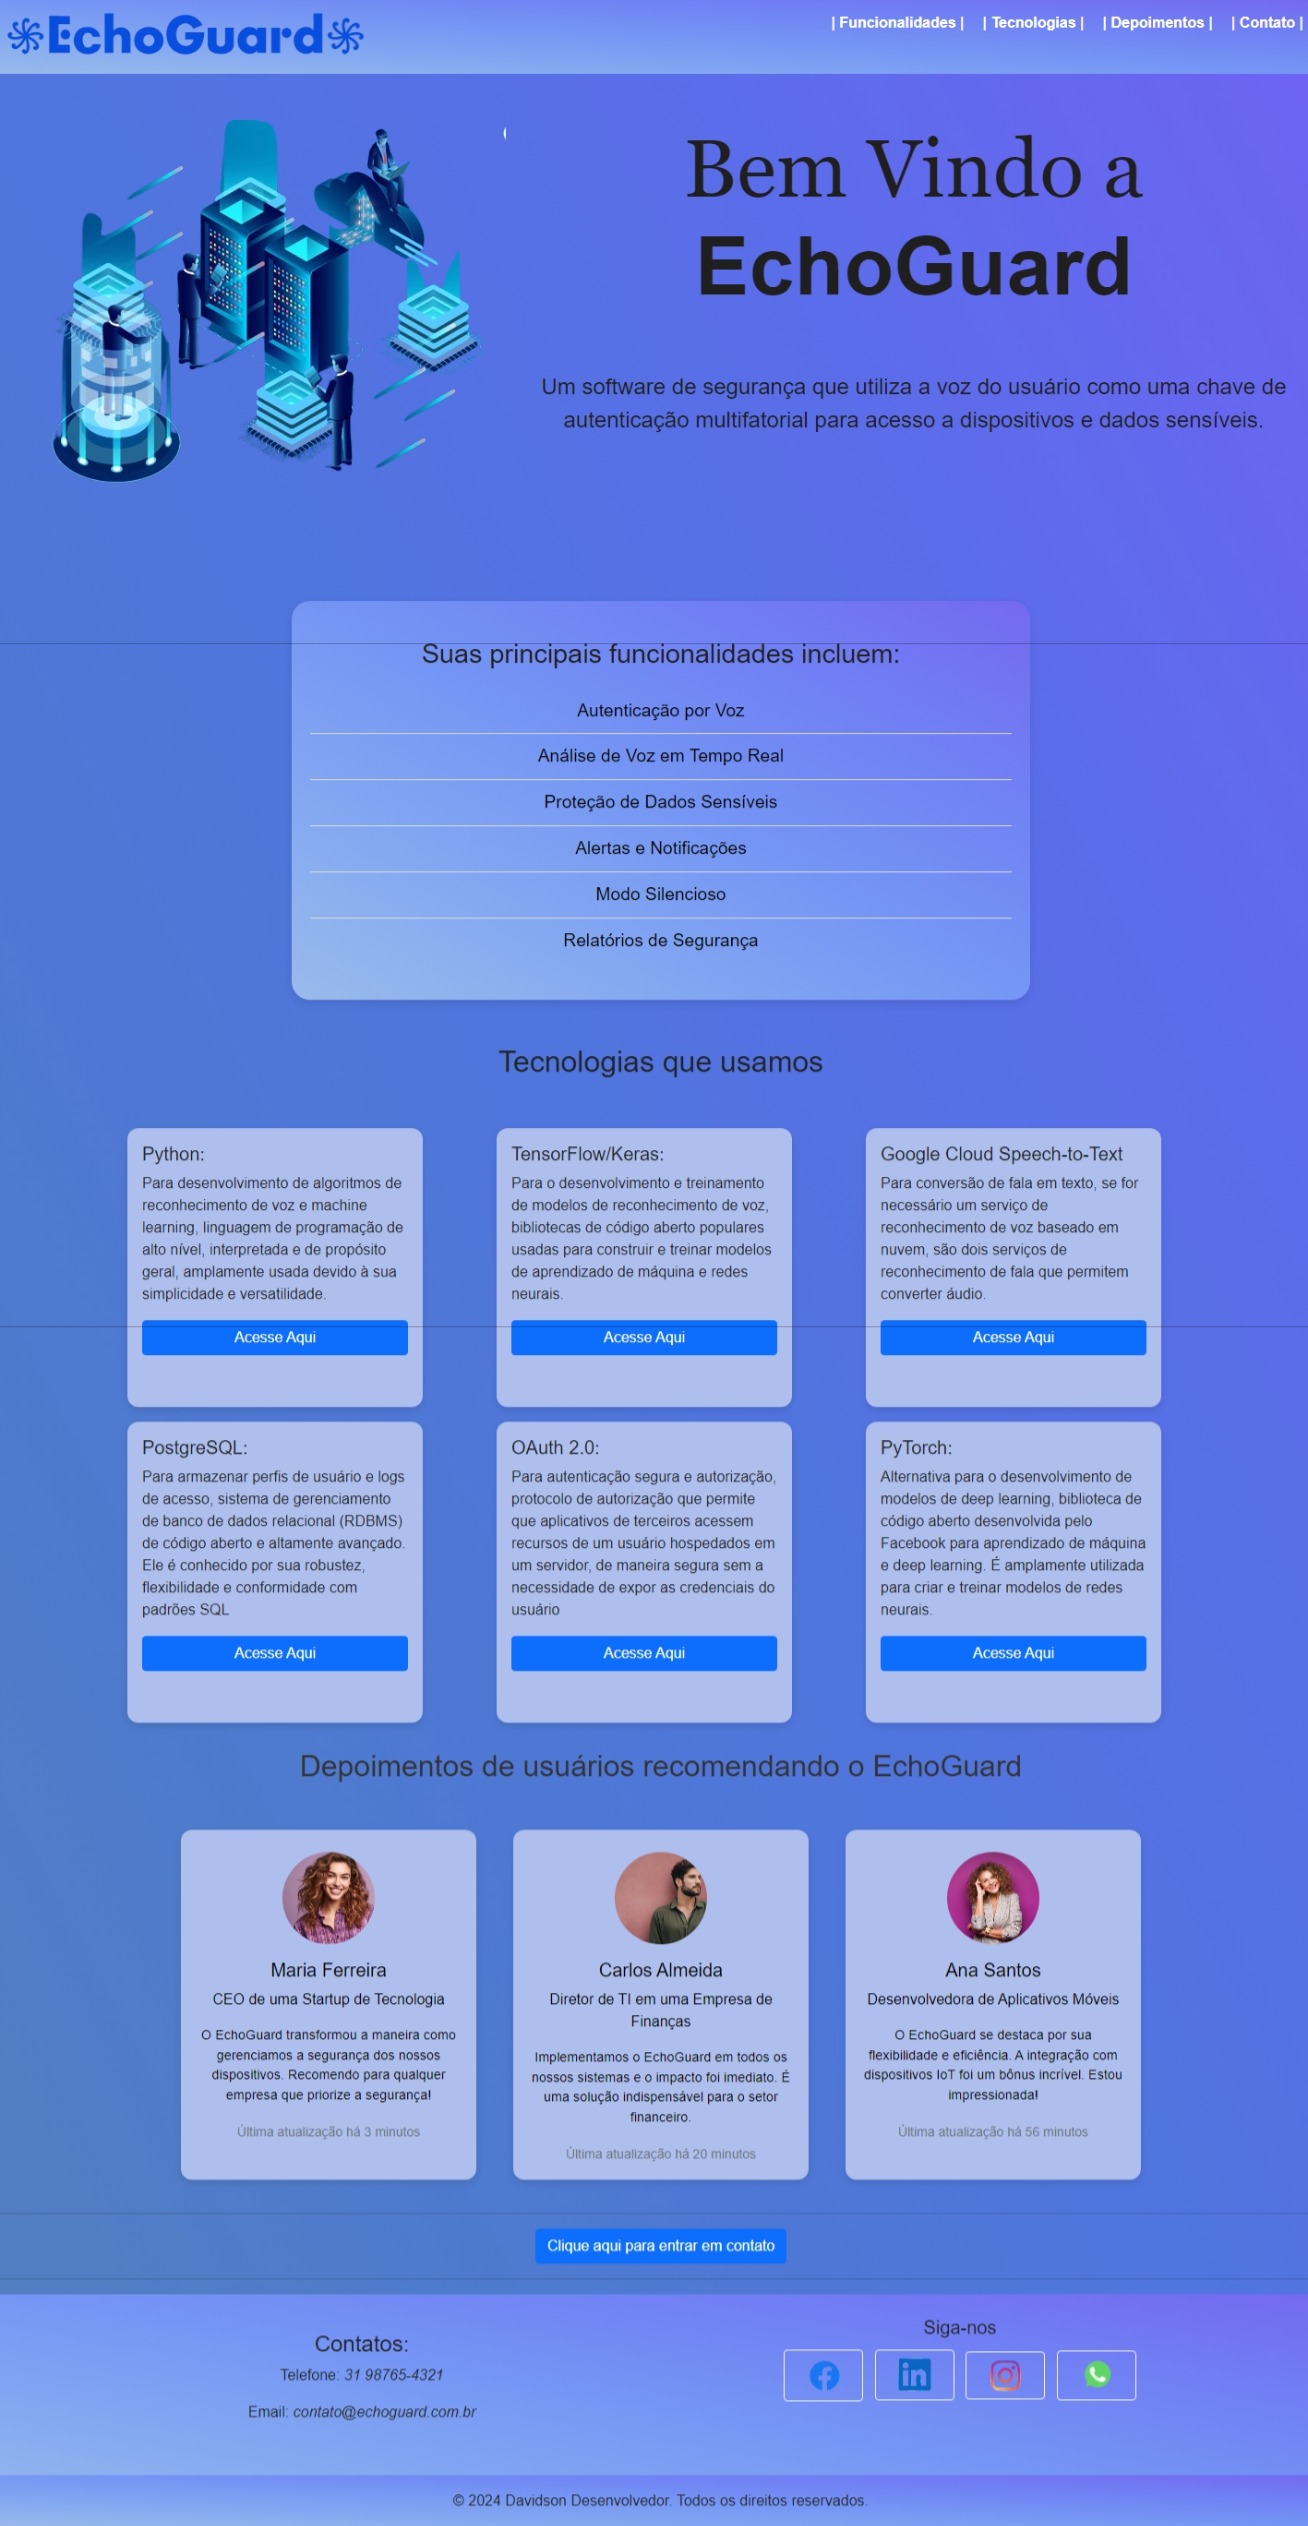 EchoGuard
| Funcionalidades | | Tecnologias | | Depoimentos | | Contato |
Bem Vindo a
EchoGuard
Um software de segurança que utiliza a voz do usuário como uma chave de
autenticação multifatorial para acesso a dispositivos e dados sensíveis.
Suas principais funcionalidades incluem:
Autenticação por Voz
Análise de Voz em Tempo Real
Proteção de Dados Sensíveis
Alertas e Notificações
Modo Silencioso
Relatórios de Segurança
Tecnologias que usamos
Python:
Para desenvolvimento de algoritmos de
reconhecimento de voz e machine
learning, linguagem de programação de
alto nível, interpretada e de propósito
geral, amplamente usada devido à sua
simplicidade e versatilidade.
Acesse Aqui
TensorFlow/Keras:
Para o desenvolvimento e treinamento
de modelos de reconhecimento de voz,
bibliotecas de código aberto populares
usadas para construir e treinar modelos
de aprendizado de máquina e redes
neurais.
Acesse Aqui
Google Cloud Speech-to-Text
Para conversão de fala em texto, se for
necessário um serviço de
reconhecimento de voz baseado em
nuvem, são dois serviços de
reconhecimento de fala que permitem
converter áudio.
Acesse Aqui
PostgreSQL:
Para armazenar perfis de usuário e logs
de acesso, sistema de gerenciamento
de banco de dados relacional (RDBMS)
de código aberto e altamente avançado.
Ele é conhecido por sua robustez,
flexibilidade e conformidade com
padrões SQL
Acesse Aqui
OAuth 2.0:
Para autenticação segura e autorização,
protocolo de autorização que permite
que aplicativos de terceiros acessem
recursos de um usuário hospedados em
um servidor, de maneira segura sem a
necessidade de expor as credenciais do
usuário
Acesse Aqui
PyTorch:
Alternativa para o desenvolvimento de
modelos de deep learning, biblioteca de
código aberto desenvolvida pelo
Facebook para aprendizado de máquina
e deep learning. É amplamente utilizada
para criar e treinar modelos de redes
neurais.
Acesse Aqui
Depoimentos de usuários recomendando o EchoGuard
Maria Ferreira
CEO de uma Startup de Tecnologia
O EchoGuard transformou a maneira como
gerenciamos a segurança dos nossos
dispositivos. Recomendo para qualquer
empresa que priorize a segurança!
Última atualização há 3 minutos
Carlos Almeida
Diretor de TI em uma Empresa de
Finanças
Implementamos o EchoGuard em todos os
nossos sistemas e o impacto foi imediato. É
uma solução indispensável para o setor
financeiro.
Última atualização há 20 minutos
Ana Santos
Desenvolvedora de Aplicativos Móveis
O EchoGuard se destaca por sua
flexibilidade e eficiência. A integração com
dispositivos IoT foi um bônus incrível. Estou
impressionada!
Última atualização há 56 minutos
Clique aqui para entrar em contato
Contatos:
Telefone: 31 98765-4321
Email: contato@echoguard.com.br
Siga-nos
in
© 2024 Davidson Desenvolvedor. Todos os direitos reservados.